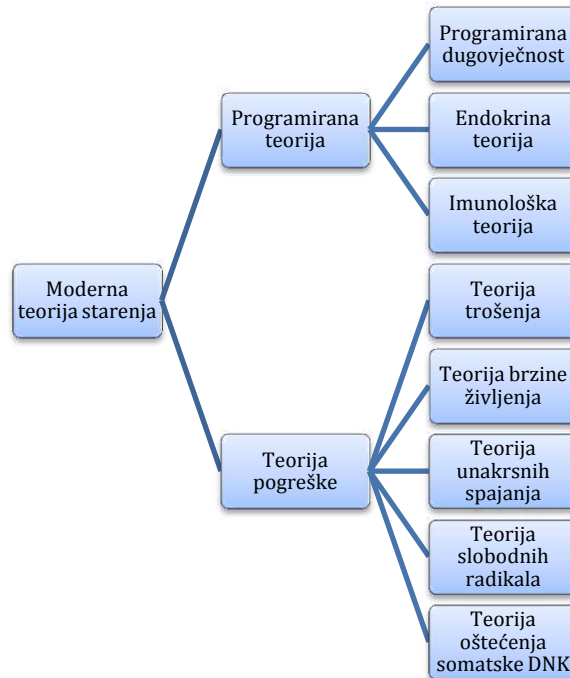 Programirana
dugovječnost
Programirana
teorija
Endokrina
teorija
Imunološka
teorija
Moderna
teorija starenja
Teorija
trošenja
Teorija brzine
življenja
Teorija
pogreške
Teorija
unakrsnih
spajanja
Teorija
slobodnih
radikala
Teorija
oštećenja
somatske DNK